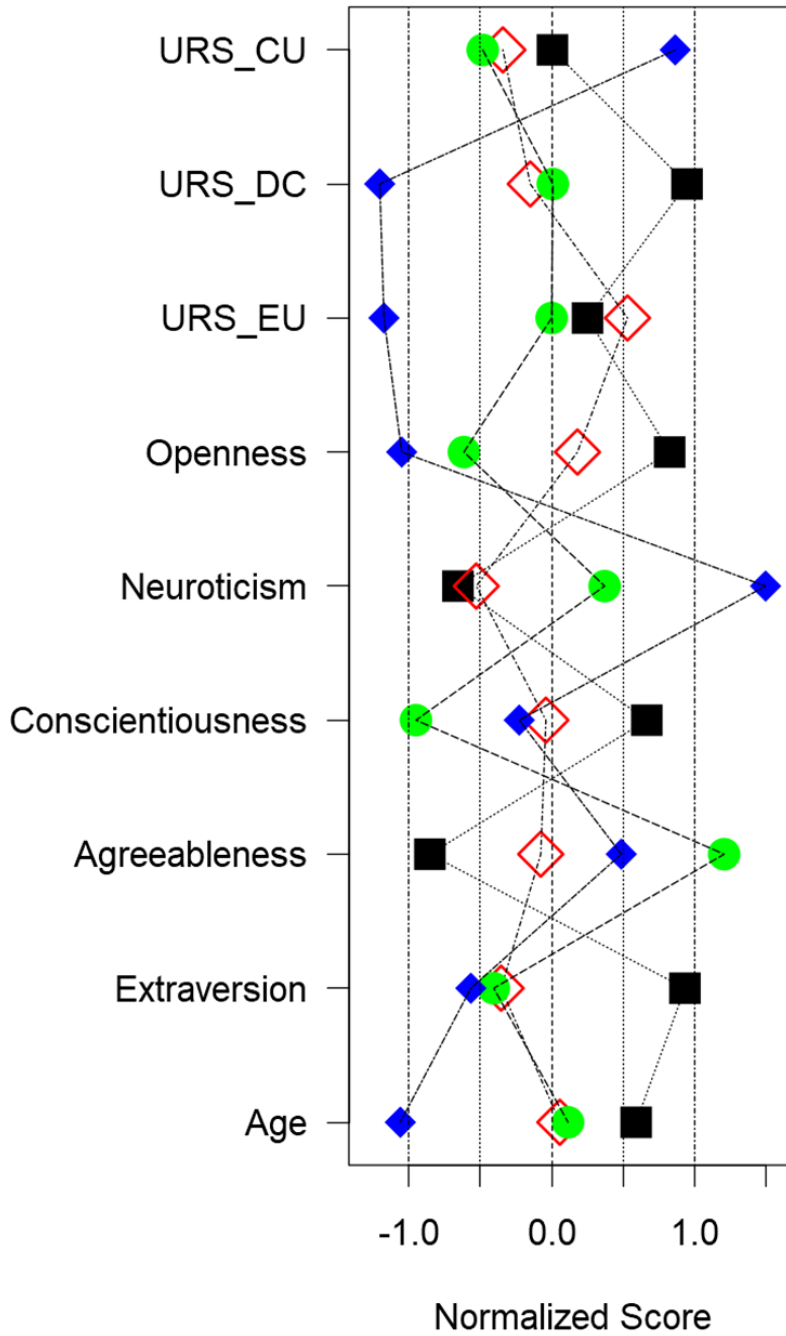 URS_CU
URS_DC
URS_EU
Openness
Neuroticism
Conscientiousness
Agreeableness
Extraversion
Age
-1.0 0.0 1.0
Normalized Score